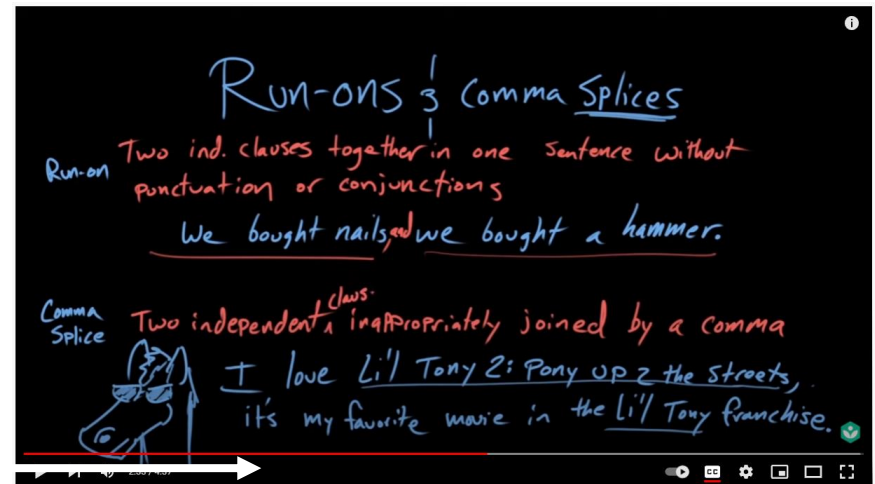 Run-ons & Comma Splices
Run-on
Two ind. clauses together in one sentence without
punctuation or conjunctions
We bought nails, and we bought a hammer.
Comma
Splice
Two independent claus. inappropriately joined by a comma
I love Li'l Tony 2: Pony Up 2 the Streets,
it's my favorite movie in the Li'l Tony franchise.
CC